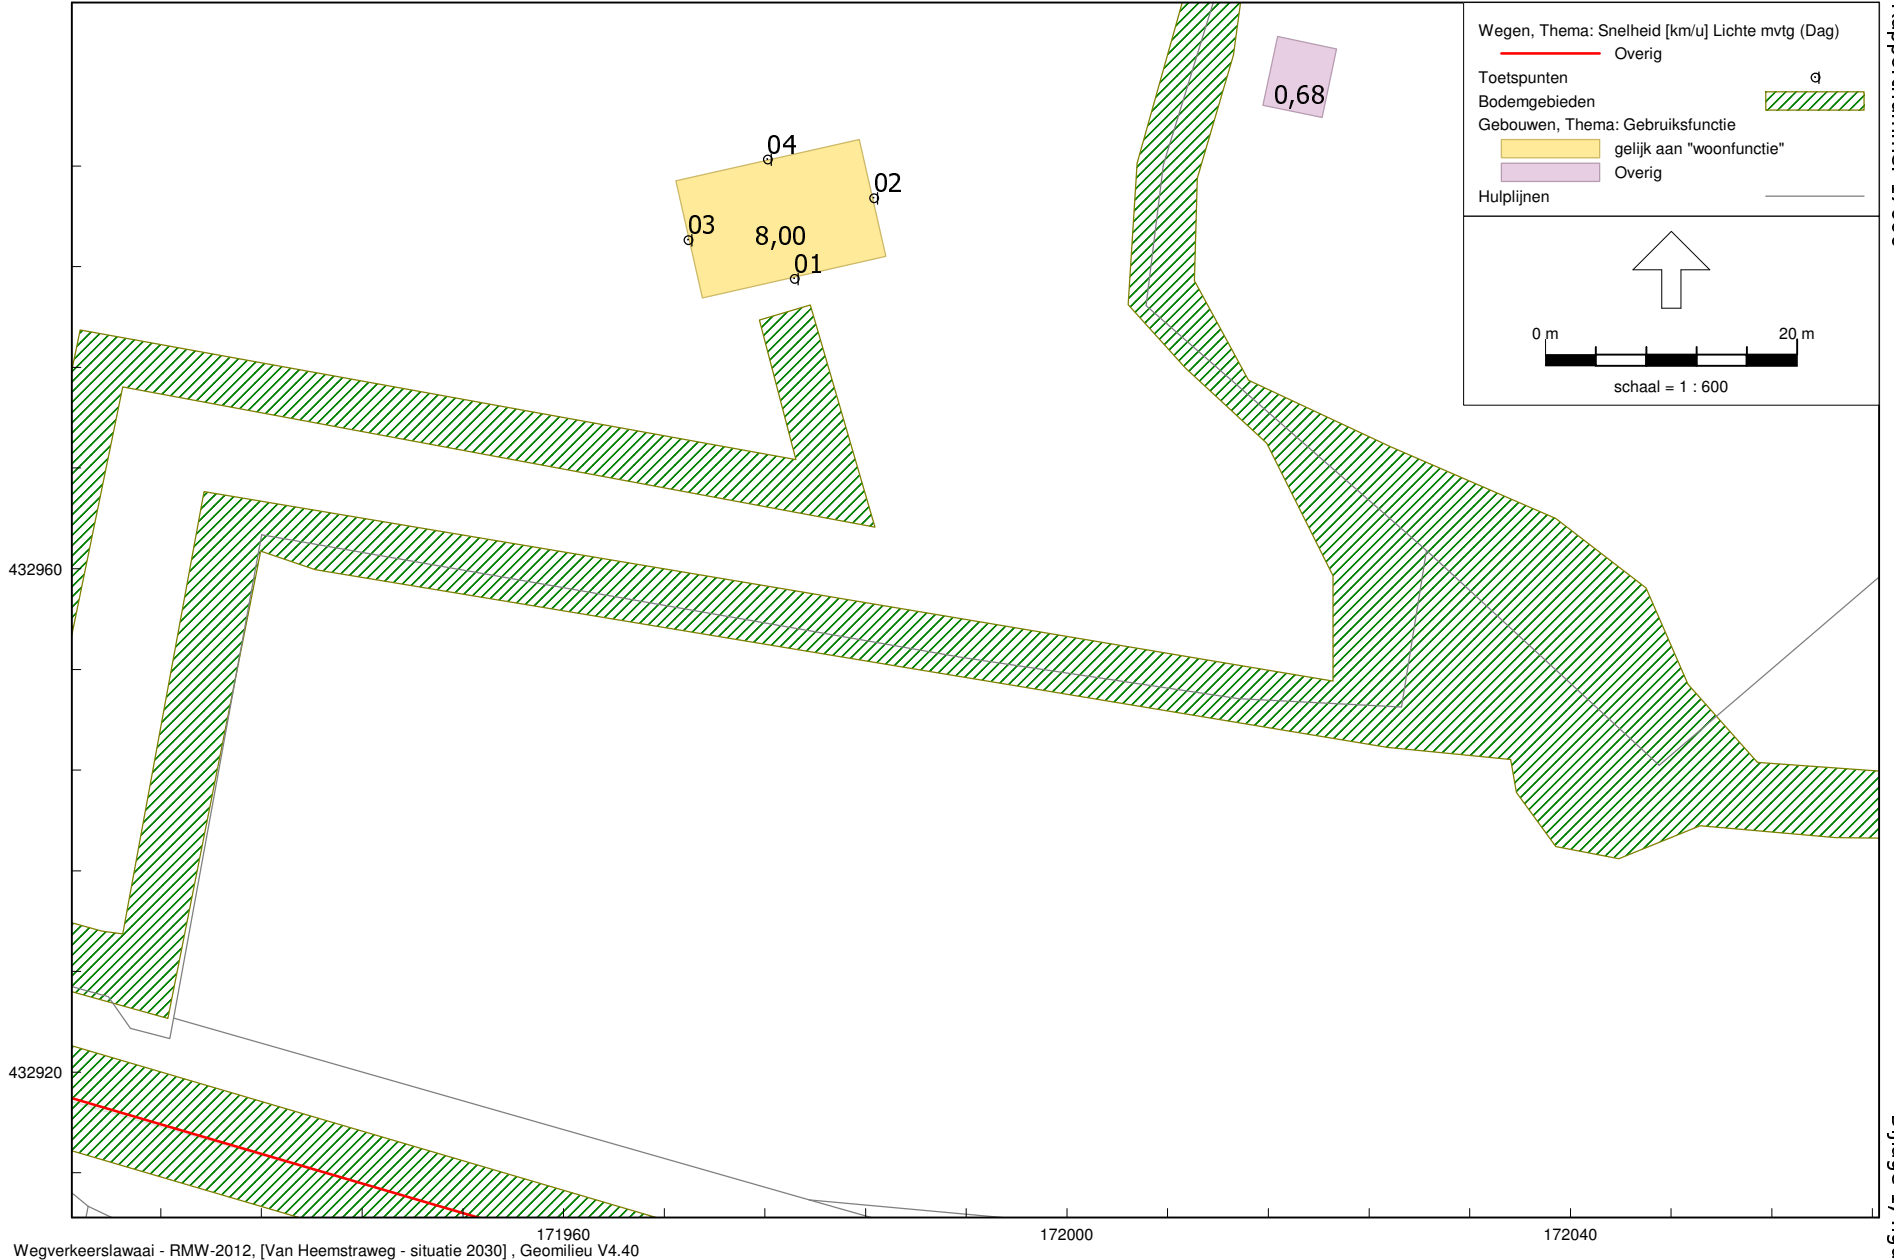 Wegen, Thema: Snelheid [km/u] Lichte mvtg (Dag)
Overig
Toetspunten
Bodemgebieden
Gebouwen, Thema: Gebruiksfunctie
gelijk aan "woonfunctie"
Overig
Hulplijnen
0 m 20 m
schaal = 1 : 600
0,68
04
02
03
8,00
01
432960
432920
171960 172000 172040
Wegverkeerslawaai - RMW-2012, [Van Heemstraweg - situatie 2030] , Geomilieu V4.40